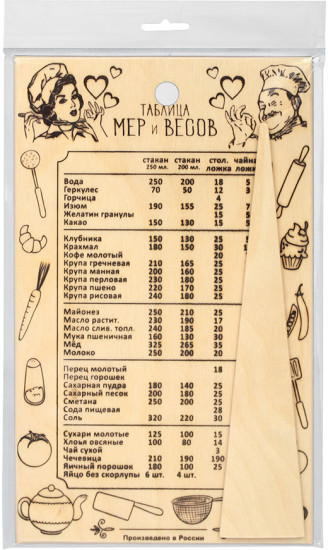 ТАБЛИЦА
МЕР и ВЕСОВ
стакан стакан стол. чайна
250 мл. 200 мл. ложка ложка
Вода 250 200 18 5
Геркулес 70 50 12 3
Горчица 4
Изюм 190 155 25 7
Желатин гранулы 15 5
Какао 150 130 15 5
Клубника 150 130 25 5
Крахмал 180 150 30 1
Кофе молотый 20
Крупа гречневая 210 165 25
Крупа манная 200 160 25
Крупа перловая 230 180 25
Крупа пшено 220 170 25
Крупа рисовая 240 180 25
Майонез 250 210 25
Масло растит. 230 190 17
Масло слив. топл. 240 185 20
Мука пшеничная 160 130 30
Мёд 325 265 35
Молоко 250 200 20
Перец молотый 18
Перец горошек
Сахарная пудра 180 140 25
Сахарный песок 200 180 25
Сметана 250 200 25
Сода пищевая 28
Соль 320 220 30
Сухари молотые 125 100 15
Хлопья овсяные 100 80 14
Чай сухой 3
Чечевица 210 190 190
Яичный порошок 180 100 25
Яйцо без скорлупы 6 шт. 4 шт.
Произведено в России